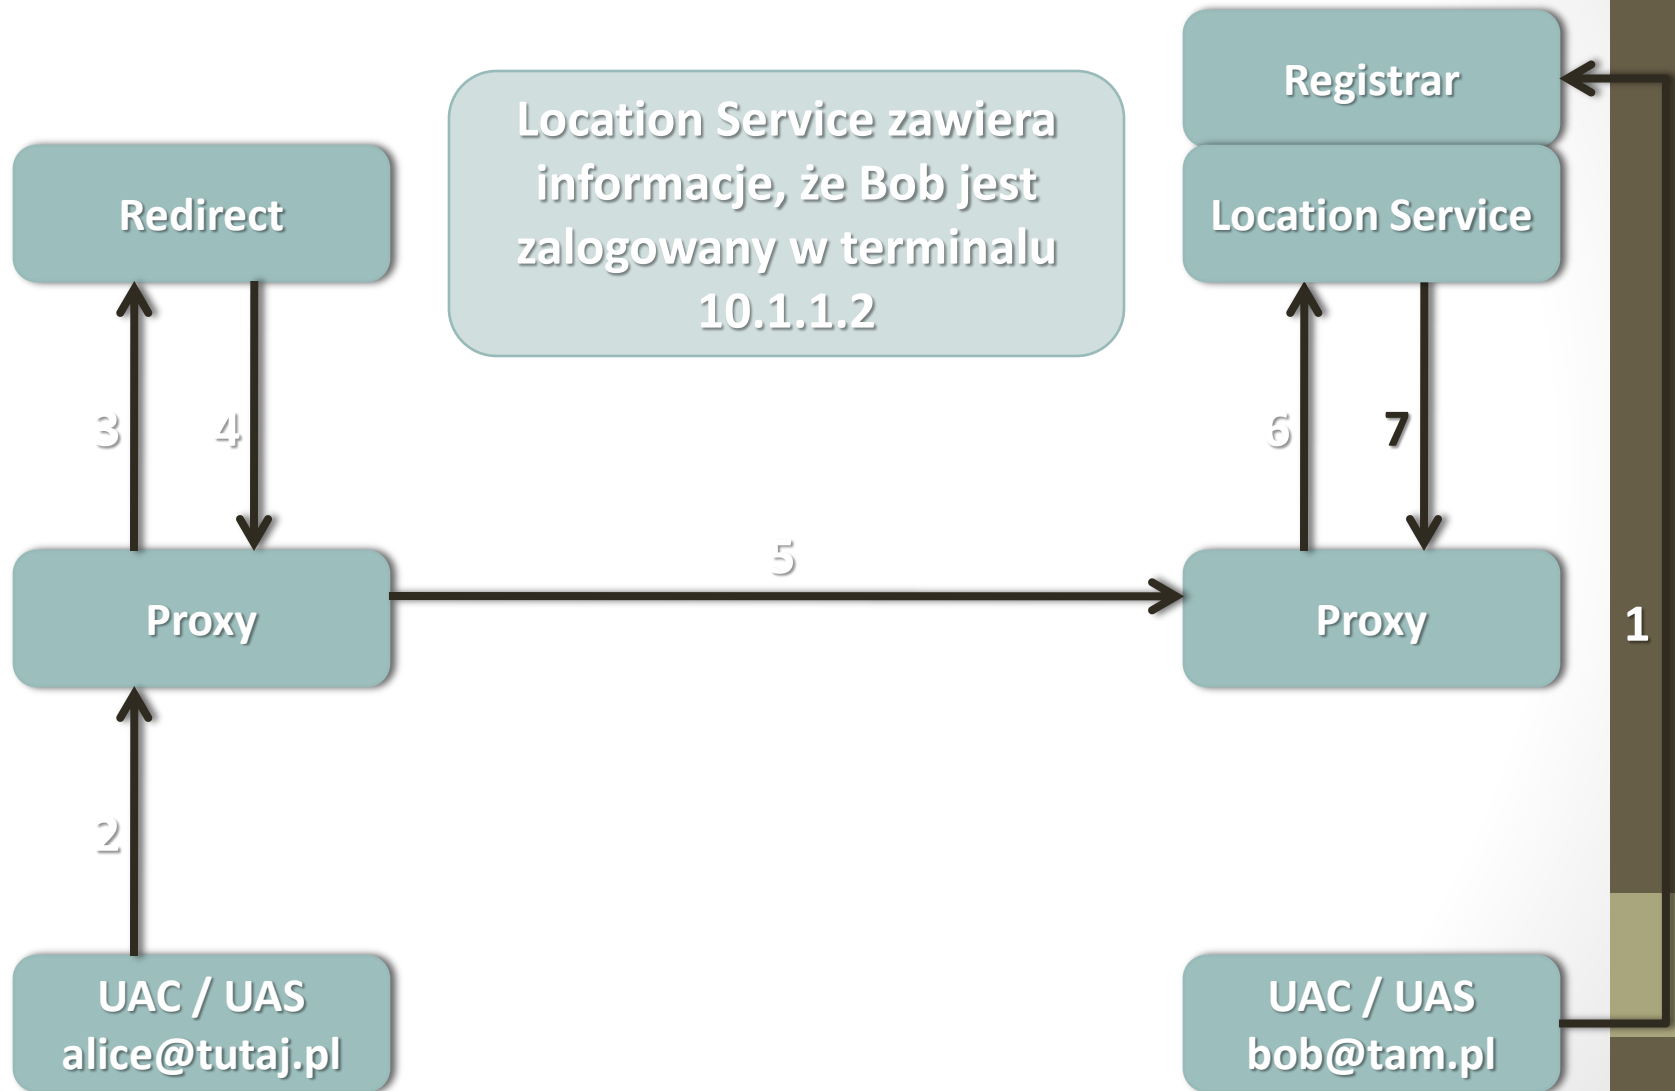 Registrar
Location Service zawiera
informacje, że Bob jest
zalogowany w terminalu
10.1.1.2
Redirect
Location Service
3
4
6
7
5
Proxy
Proxy
1
2
UAC / UAS
alice@tutaj.pl
UAC / UAS
bob@tam.pl